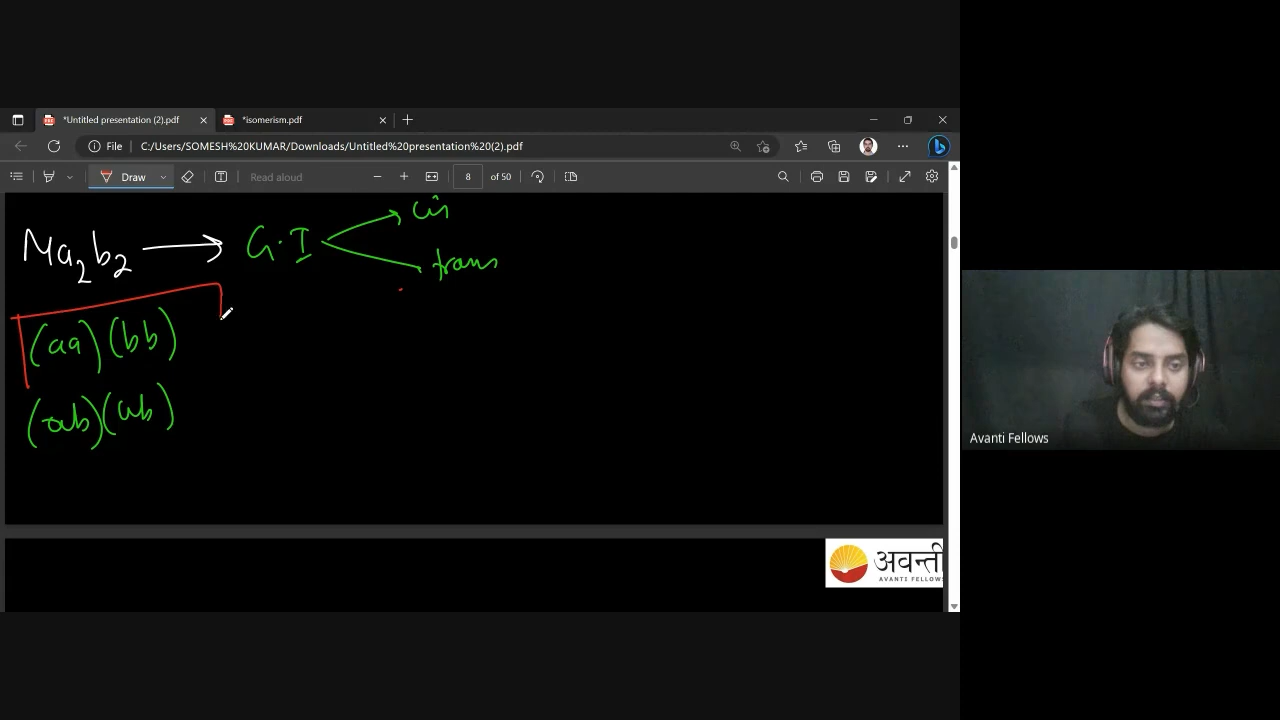 *Untitled presentation (2).pdf
*isomerism.pdf
File
C:/Users/SOMESH%20KUMAR/Downloads/Untitled%20presentation%20(2).pdf
Draw
Read aloud
8 of 50
cis
Ma₂b₂ → G.I
trans
(aa)(bb)
(ab)(ab)
Avanti Fellows
अवन्ती
AVANTI FELLOWS